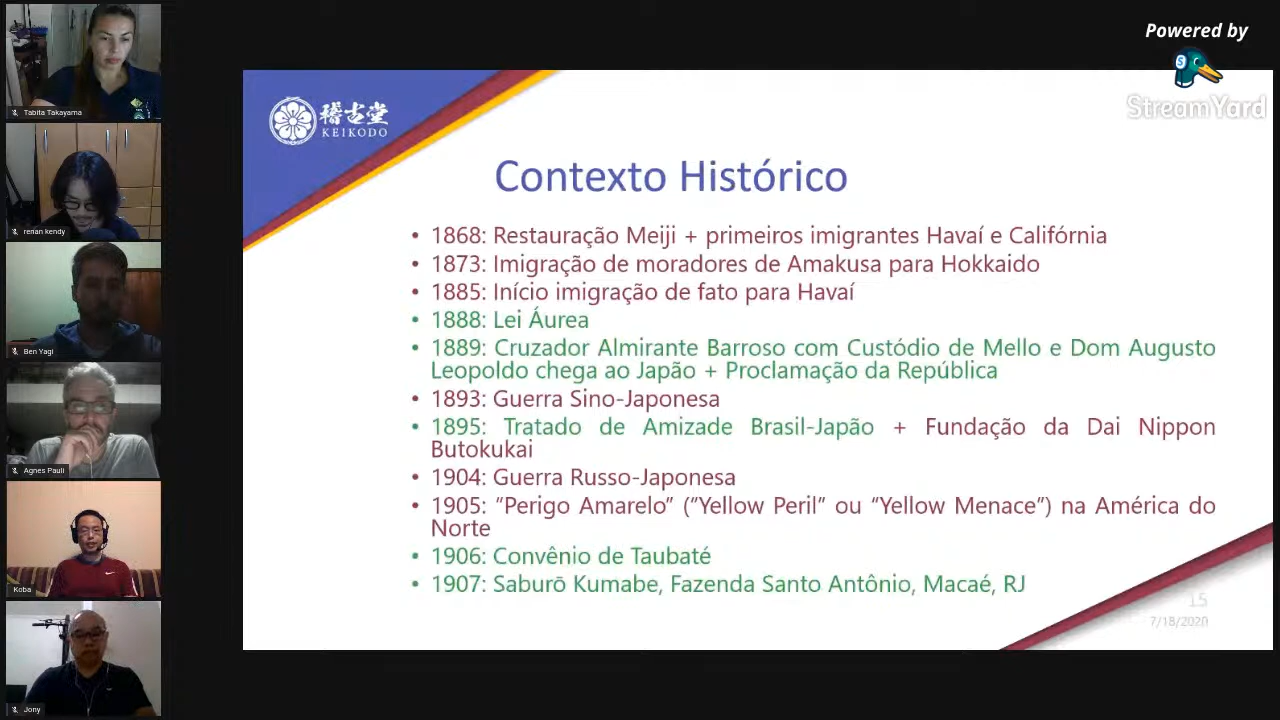 Powered by
StreamYard
稽古堂
KEIKODO
Contexto Histórico
• 1868: Restauração Meiji + primeiros imigrantes Havaí e Califórnia
• 1873: Imigração de moradores de Amakusa para Hokkaido
• 1885: Início imigração de fato para Havaí
• 1888: Lei Áurea
• 1889: Cruzador Almirante Barroso com Custódio de Mello e Dom Augusto
Leopoldo chega ao Japão + Proclamação da República
• 1893: Guerra Sino-Japonesa
• 1895: Tratado de Amizade Brasil-Japão + Fundação da Dai Nippon
Butokukai
• 1904: Guerra Russo-Japonesa
• 1905: “Perigo Amarelo” (“Yellow Peril” ou “Yellow Menace”) na América do
Norte
• 1906: Convênio de Taubaté
• 1907: Saburō Kumabe, Fazenda Santo Antônio, Macaé, RJ
15
7/18/2020
Tabita Takayama
renan kendy
Ben Yagi
Agnes Pauli
Koba
Jony